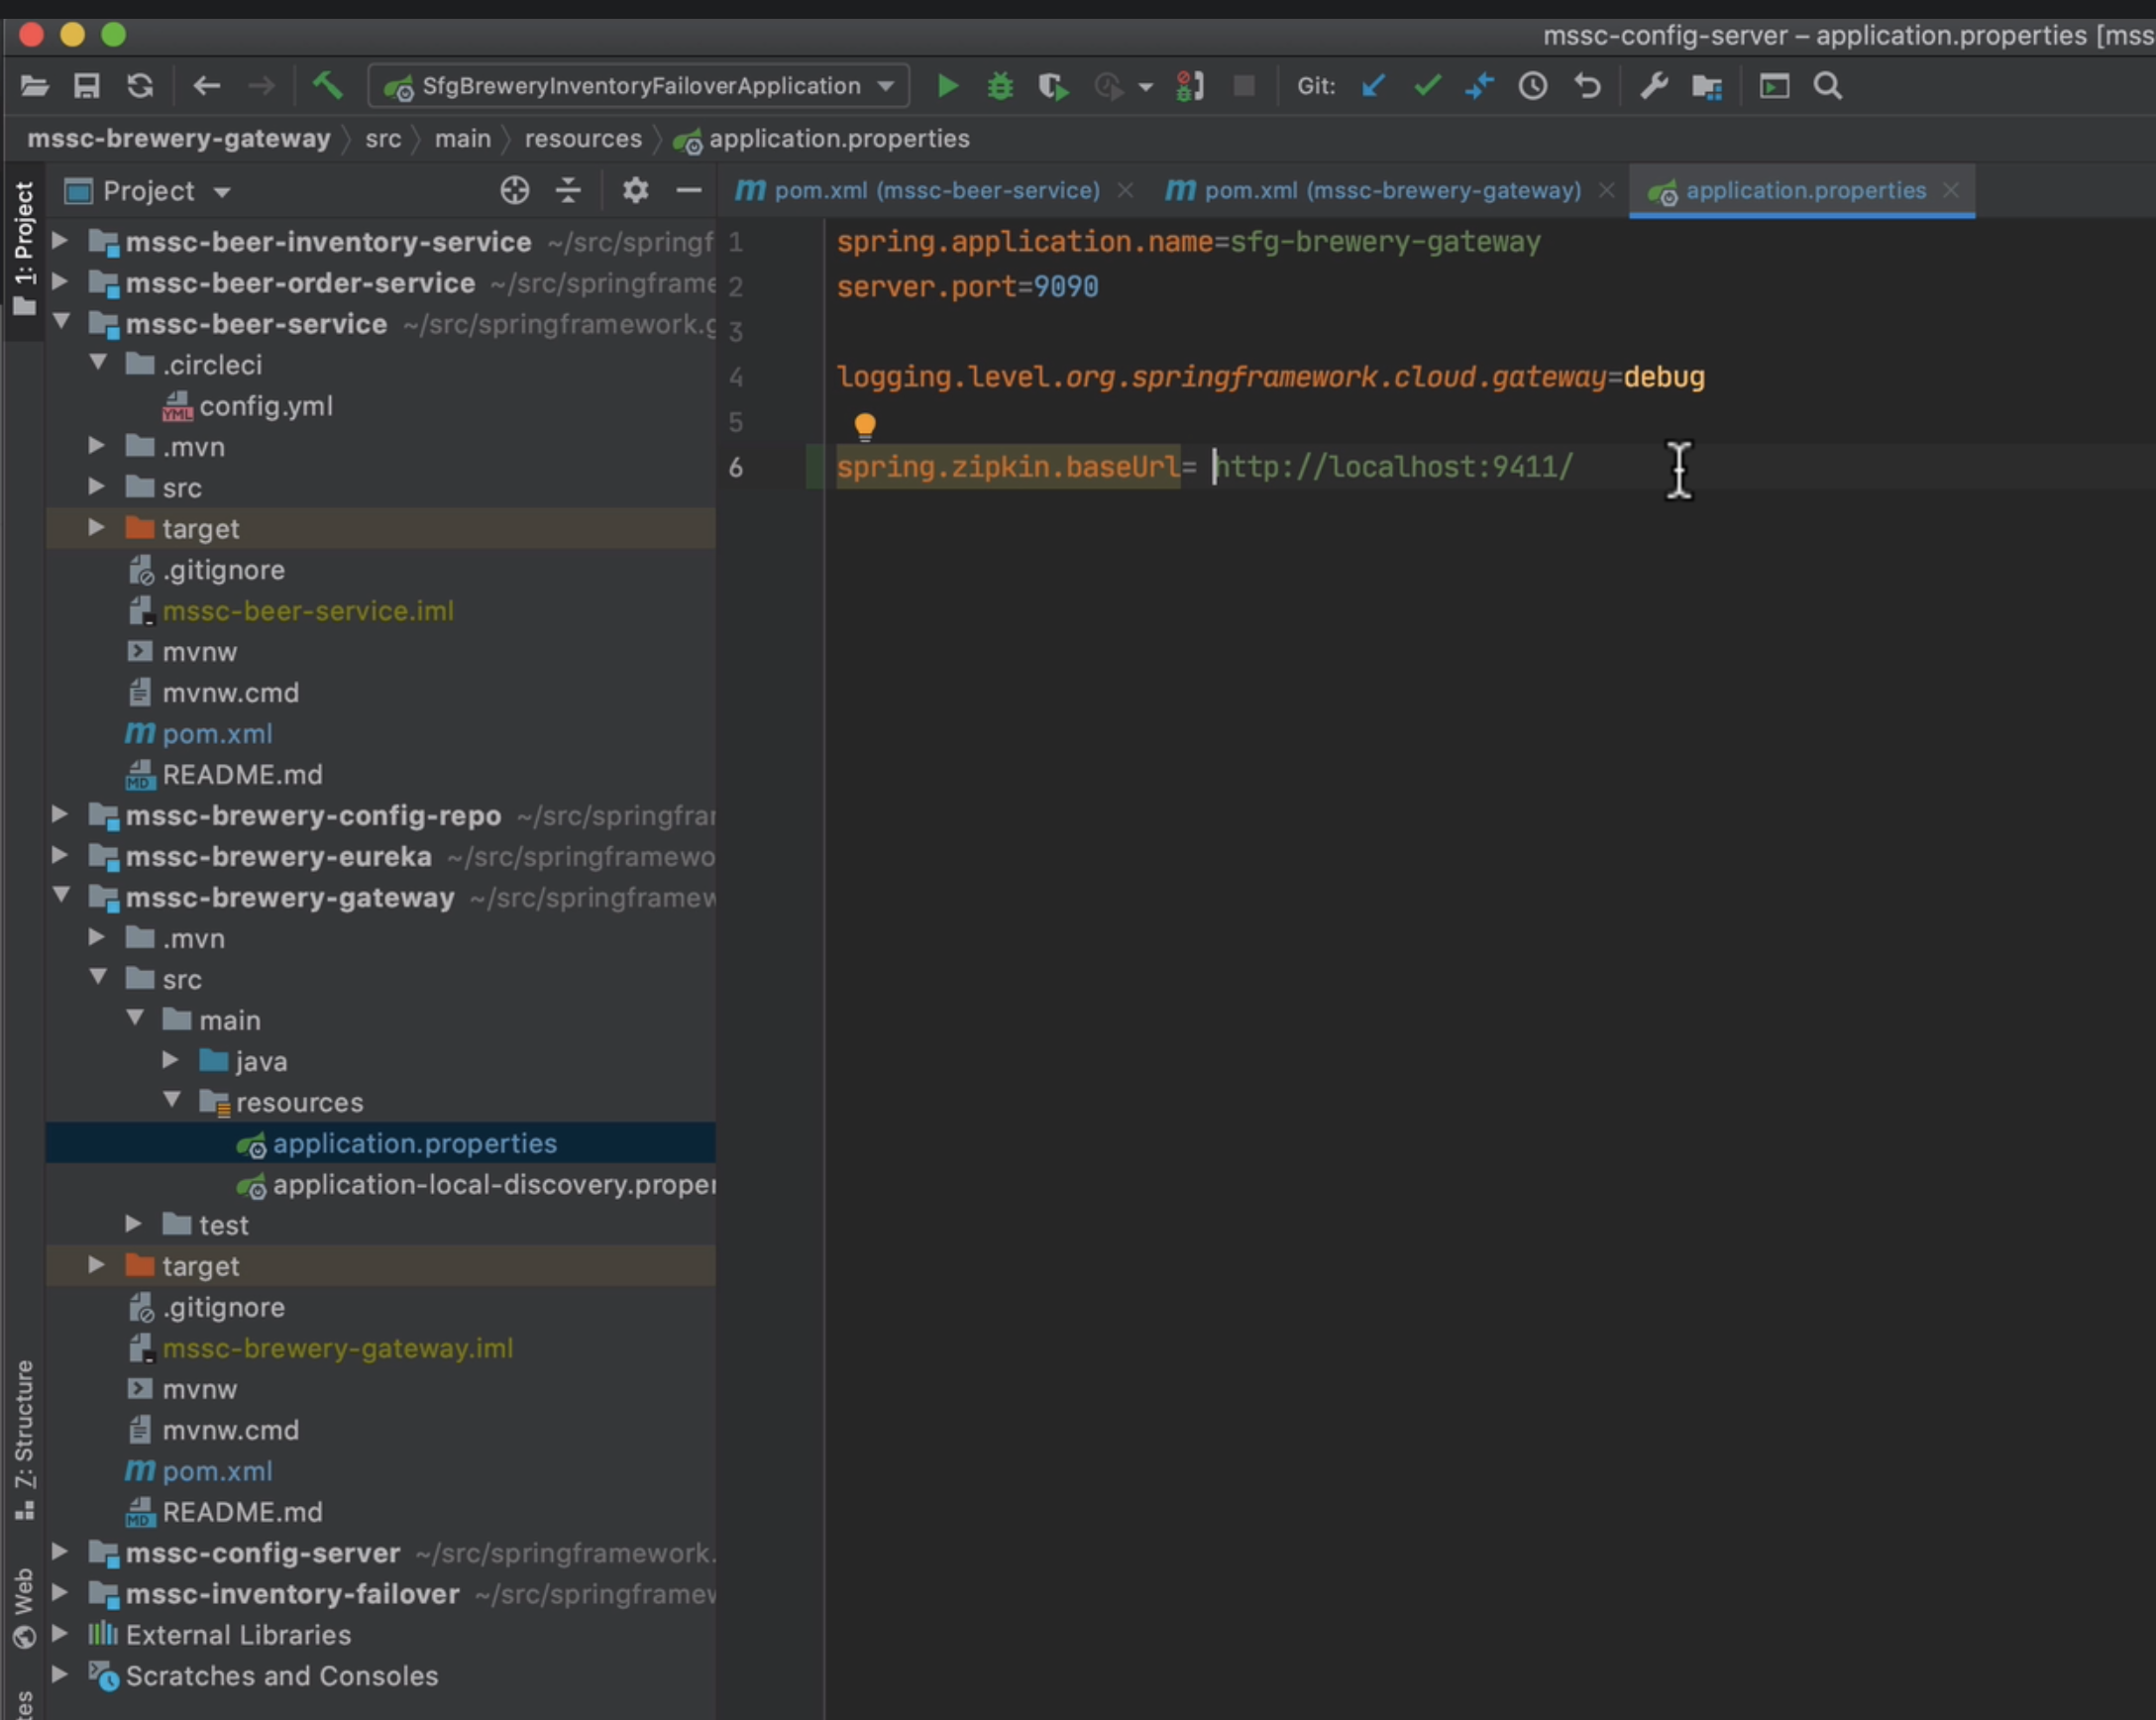 mssc-config-server – application.properties [mss
SfgBreweryInventoryFailoverApplication
Git:
mssc-brewery-gateway src main resources application.properties
1: Project
Project
pom.xml (mssc-beer-service)
pom.xml (mssc-brewery-gateway)
application.properties
mssc-beer-inventory-service ~/src/springf
mssc-beer-order-service ~/src/springframe
mssc-beer-service ~/src/springframework.g
.circleci
YML config.yml
.mvn
src
target
.gitignore
mssc-beer-service.iml
mvnw
mvnw.cmd
m pom.xml
MD README.md
mssc-brewery-config-repo ~/src/springfrar
mssc-brewery-eureka ~/src/springframewo
mssc-brewery-gateway ~/src/springframew
.mvn
src
main
java
resources
application.properties
application-local-discovery.proper
test
target
.gitignore
mssc-brewery-gateway.iml
mvnw
mvnw.cmd
m pom.xml
MD README.md
mssc-config-server ~/src/springframework.
mssc-inventory-failover ~/src/springframew
External Libraries
Scratches and Consoles
Z: Structure
Web
tes
1 spring.application.name=sfg-brewery-gateway
2 server.port=9090
3
4 logging.level.org.springframework.cloud.gateway=debug
5
6 spring.zipkin.baseUrl= http://localhost:9411/